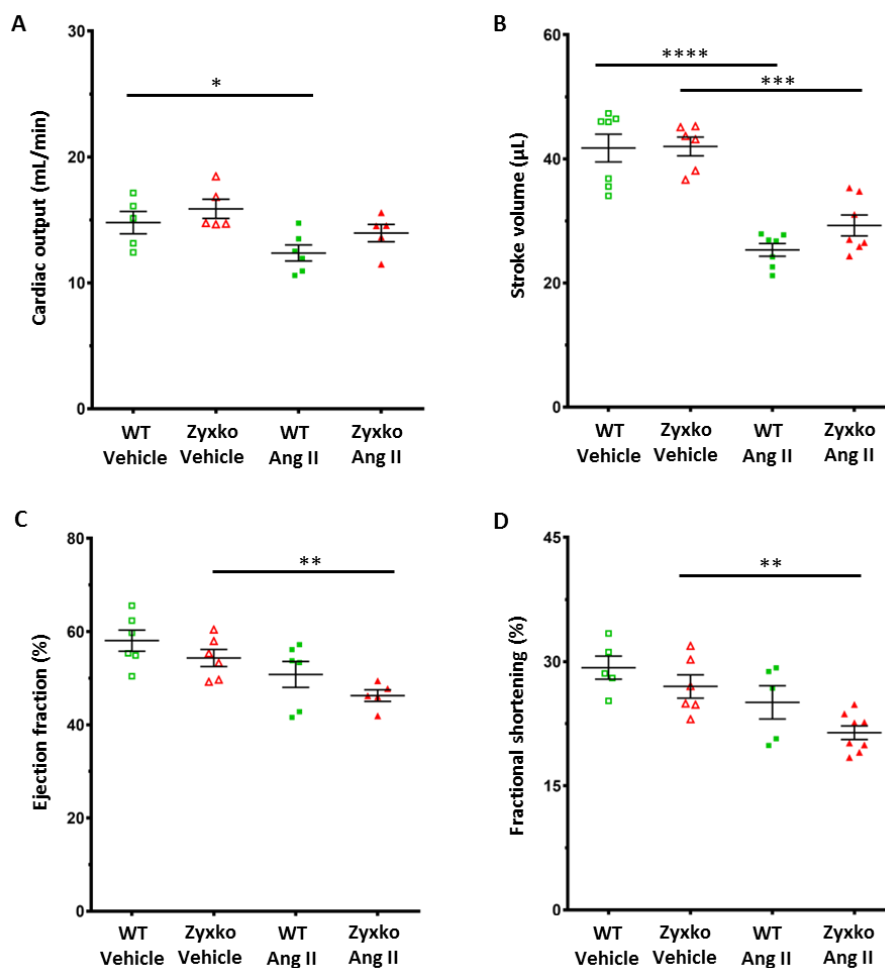 A
Cardiac output (mL/min)
30
20
10
0
*
WT
Vehicle
Zyxko
Vehicle
WT
Ang II
Zyxko
Ang II
B
Stroke volume (µL)
60
40
20
0
****
***
WT
Vehicle
Zyxko
Vehicle
WT
Ang II
Zyxko
Ang II
C
Ejection fraction (%)
80
60
40
20
0
**
WT
Vehicle
Zyxko
Vehicle
WT
Ang II
Zyxko
Ang II
D
Fractional shortening (%)
45
30
15
0
**
WT
Vehicle
Zyxko
Vehicle
WT
Ang II
Zyxko
Ang II